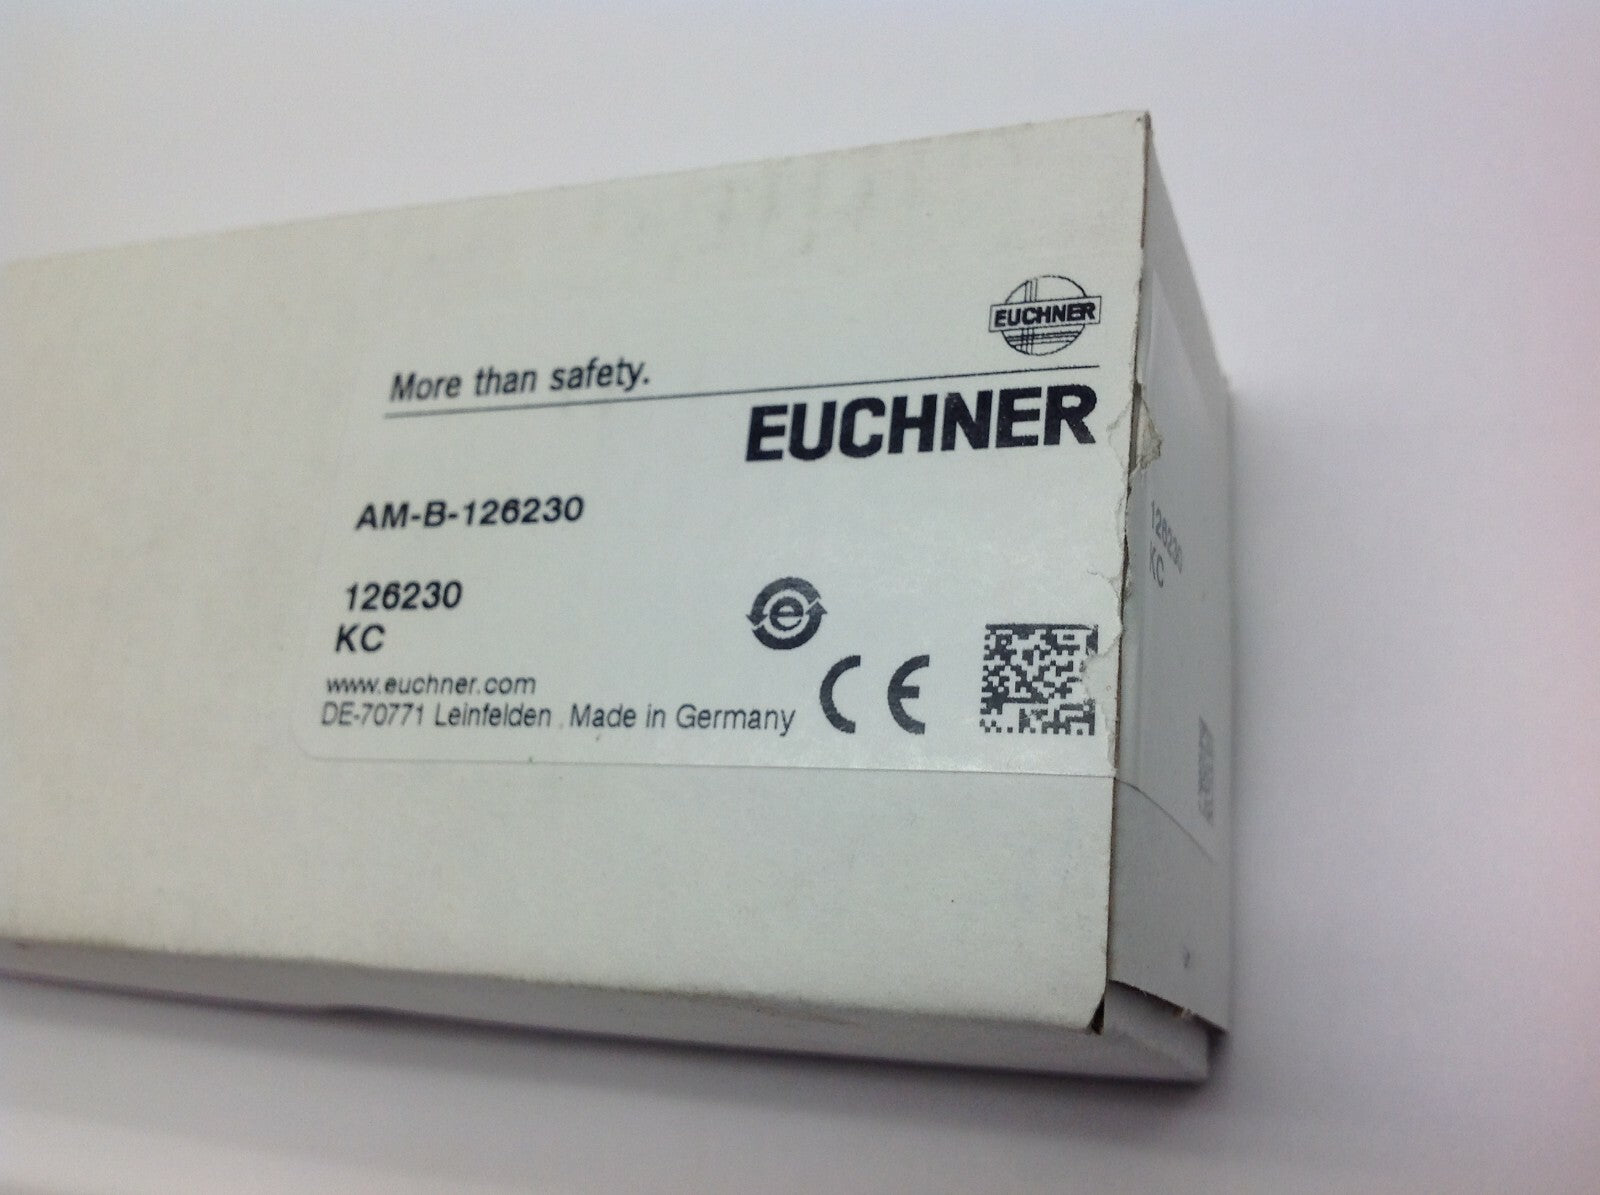 EUCHNER
More than safety.
EUCHNER
AM-B-126230
126230
KC
e
CE
www.euchner.com
DE-70771 Leinfelden Made in Germany
126230
KC